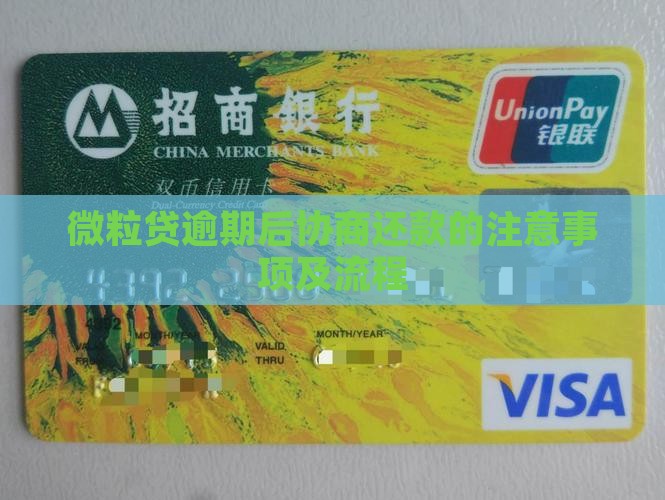 招商银行
CHINA MERCHANTS BANK
UnionPay
银联
双币信用卡
Dual-Currency Credit Card
微粒贷逾期后协商还款的注意事
项及流程
4392
MONTH/YEAR
MONTH/YEAR
VALID
FROM
VALID
THRU
VISA